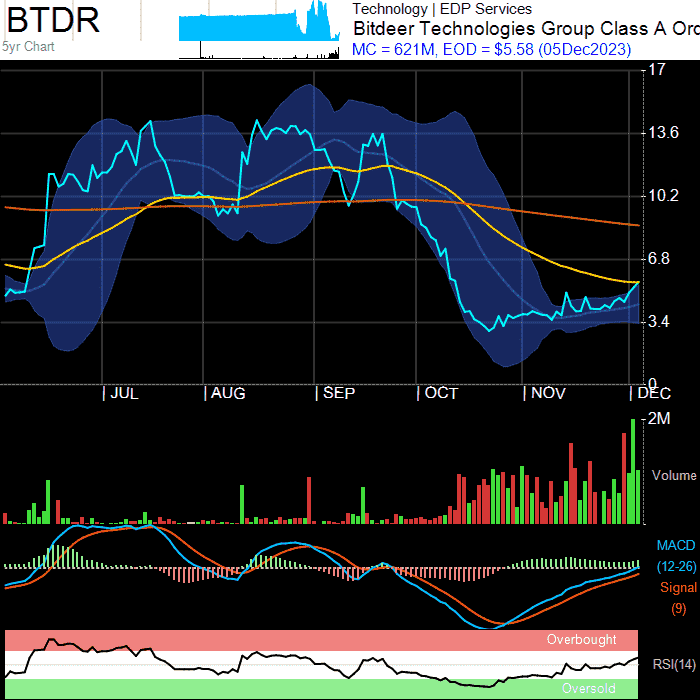 BTDR
5yr Chart
Technology | EDP Services
Bitdeer Technologies Group Class A Ord
MC = 621M, EOD = $5.58 (05Dec2023)
17
13.6
10.2
6.8
3.4
0
| JUL | AUG | SEP | OCT | NOV | DEC
2M
Volume
MACD
(12-26)
Signal
(9)
Overbought
RSI(14)
Oversold